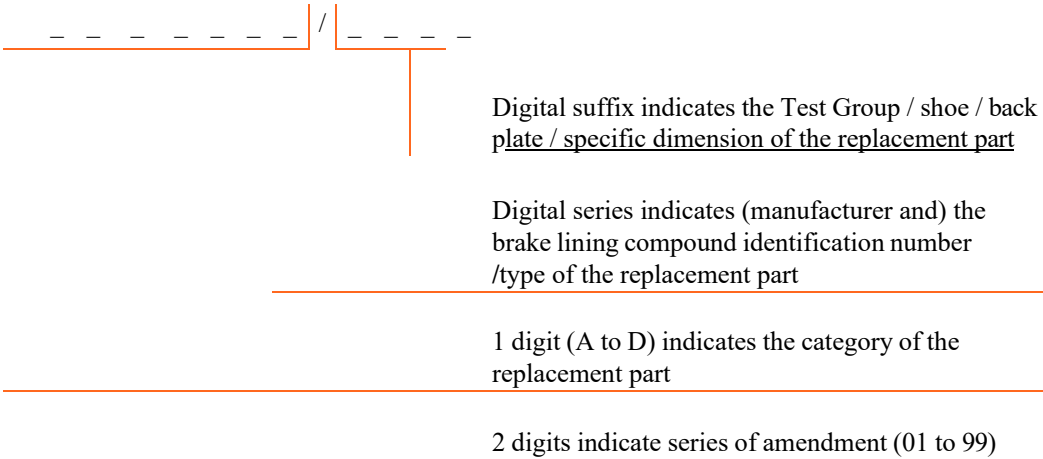 _ _ _ _ _ _ _ / _ _ _ _
Digital suffix indicates the Test Group / shoe / back
plate / specific dimension of the replacement part
Digital series indicates (manufacturer and) the
brake lining compound identification number
/type of the replacement part
1 digit (A to D) indicates the category of the
replacement part
2 digits indicate series of amendment (01 to 99)